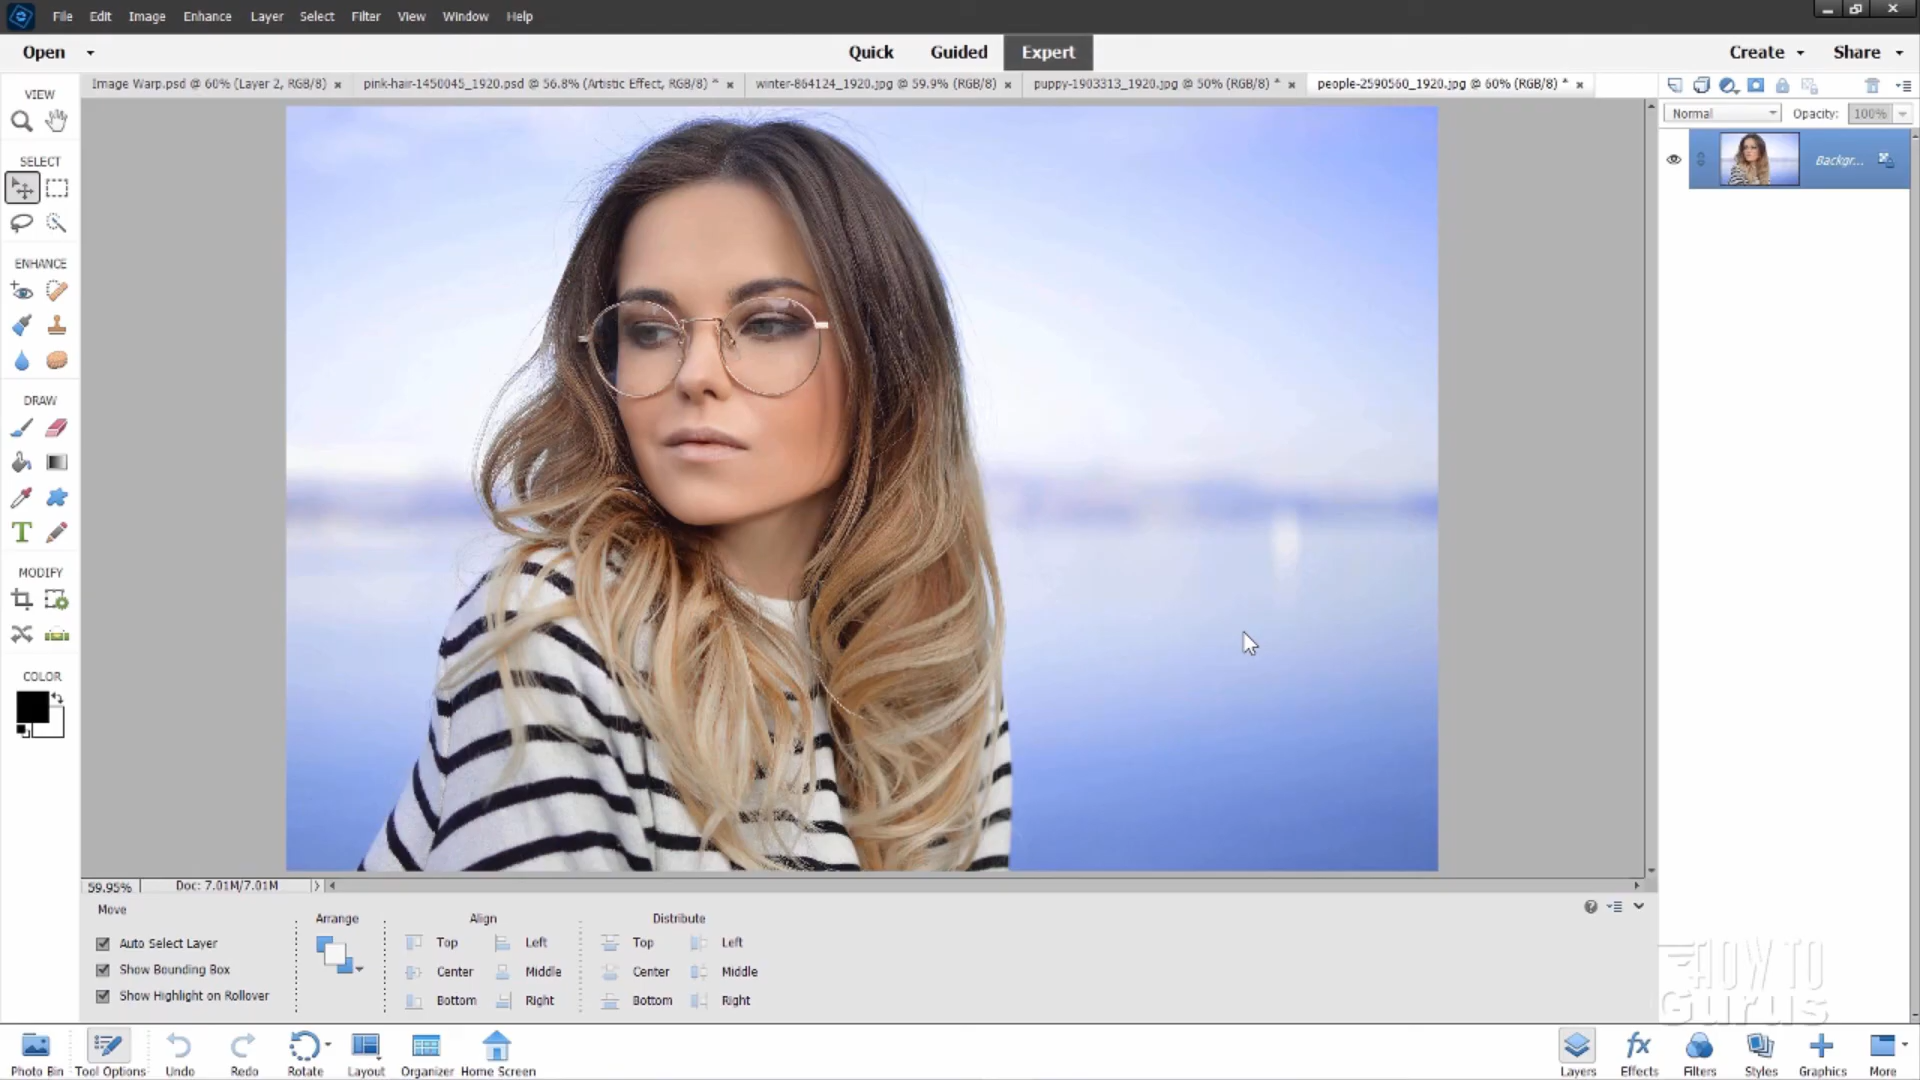 File Edit Image Enhance Layer Select Filter View Window Help
Open Quick Guided Expert Create Share
Image Warp.psd @ 60% (Layer 2, RGB/8) × pink-hair-1450045_1920.psd @ 56.8% (Artistic Effect, RGB/8) * × winter-864124_1920.jpg @ 59.9% (RGB/8) × puppy-1903313_1920.jpg @ 50% (RGB/8) * × people-2590560_1920.jpg @ 60% (RGB/8) * ×
VIEW
SELECT
ENHANCE
DRAW
T
MODIFY
COLOR
Normal Opacity: 100%
Backgr...
59.95% Doc: 7.01M/7.01M
Move
Auto Select Layer
Show Bounding Box
Show Highlight on Rollover
Arrange Align Distribute
Top Left Top Left
Center Middle Center Middle
Bottom Right Bottom Right
HOW TO
Gurus
Photo Bin Tool Options Undo Redo Rotate Layout Organizer Home Screen
fx
Layers Effects Filters Styles Graphics More